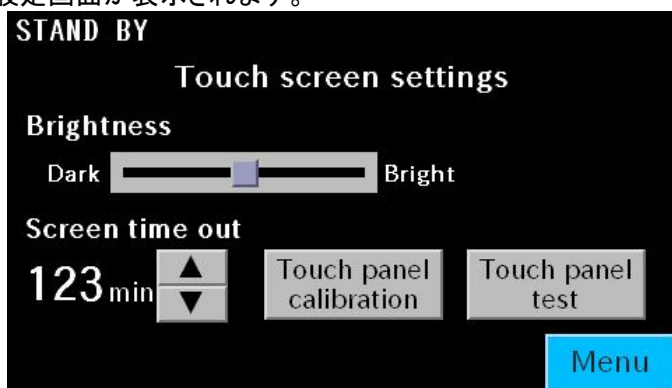 設定画面が表示されます。
STAND BY
Touch screen settings
Brightness
Dark
Bright
Screen time out
123 min
▲
▼
Touch panel
calibration
Touch panel
test
Menu